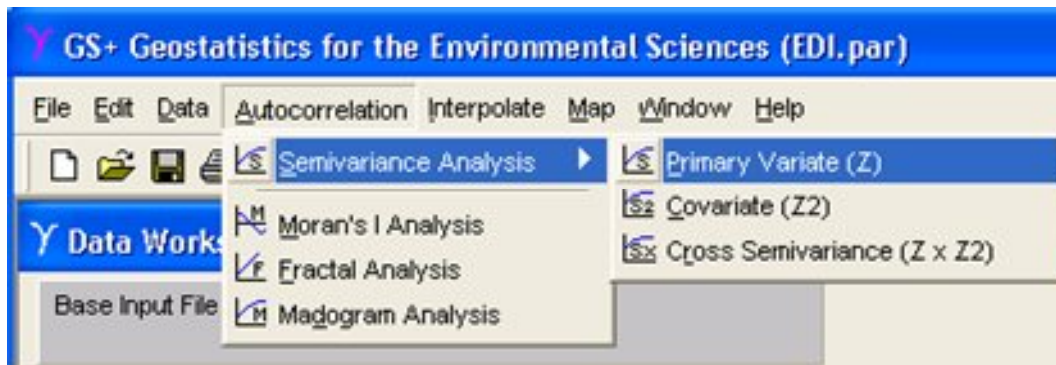 GS+ Geostatistics for the Environmental Sciences (EDI.par)
File Edit Data Autocorrelation Interpolate Map Window Help
Semivariance Analysis
Primary Variate (Z)
Covariate (Z2)
Cross Semivariance (Z x Z2)
Moran's I Analysis
Fractal Analysis
Madogram Analysis
Data Works
Base Input File